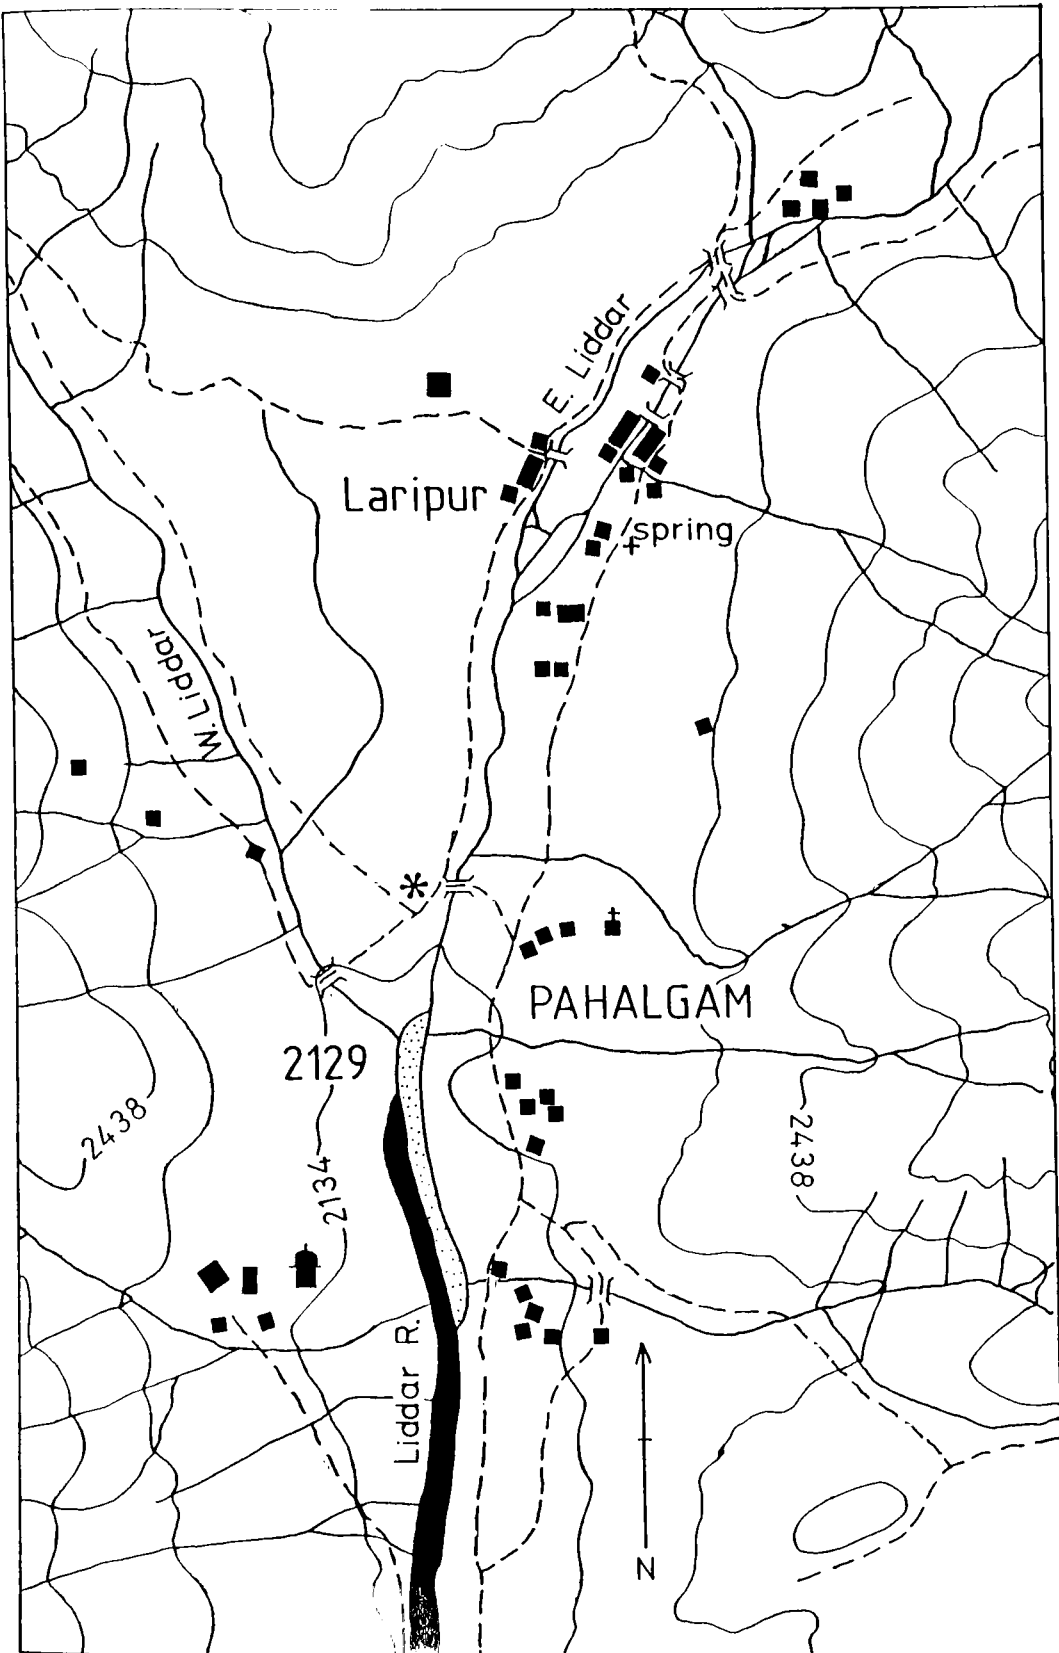 E. Liddar
Laripur
spring
W. Liddar
PAHALGAM
2129
2438
2438
2134
Liddar R.
N